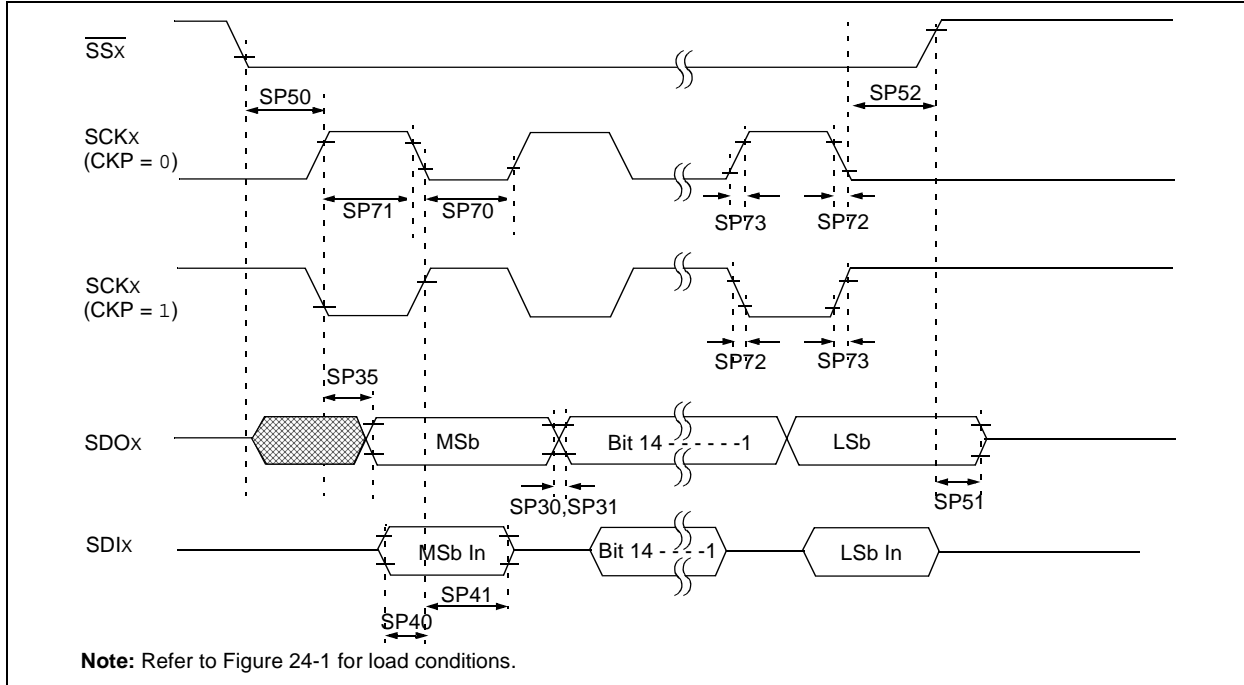 SSX
SP50
SP52
SCKX
(CKP = 0)
SP71
SP70
SP73
SP72
SCKX
(CKP = 1)
SP72
SP73
SP35
SDOX
MSb
Bit 14 - - - - - -1
LSb
SP30,SP31
SP51
SDIX
MSb In
Bit 14 - - - -1
LSb In
SP41
SP40
Note: Refer to Figure 24-1 for load conditions.